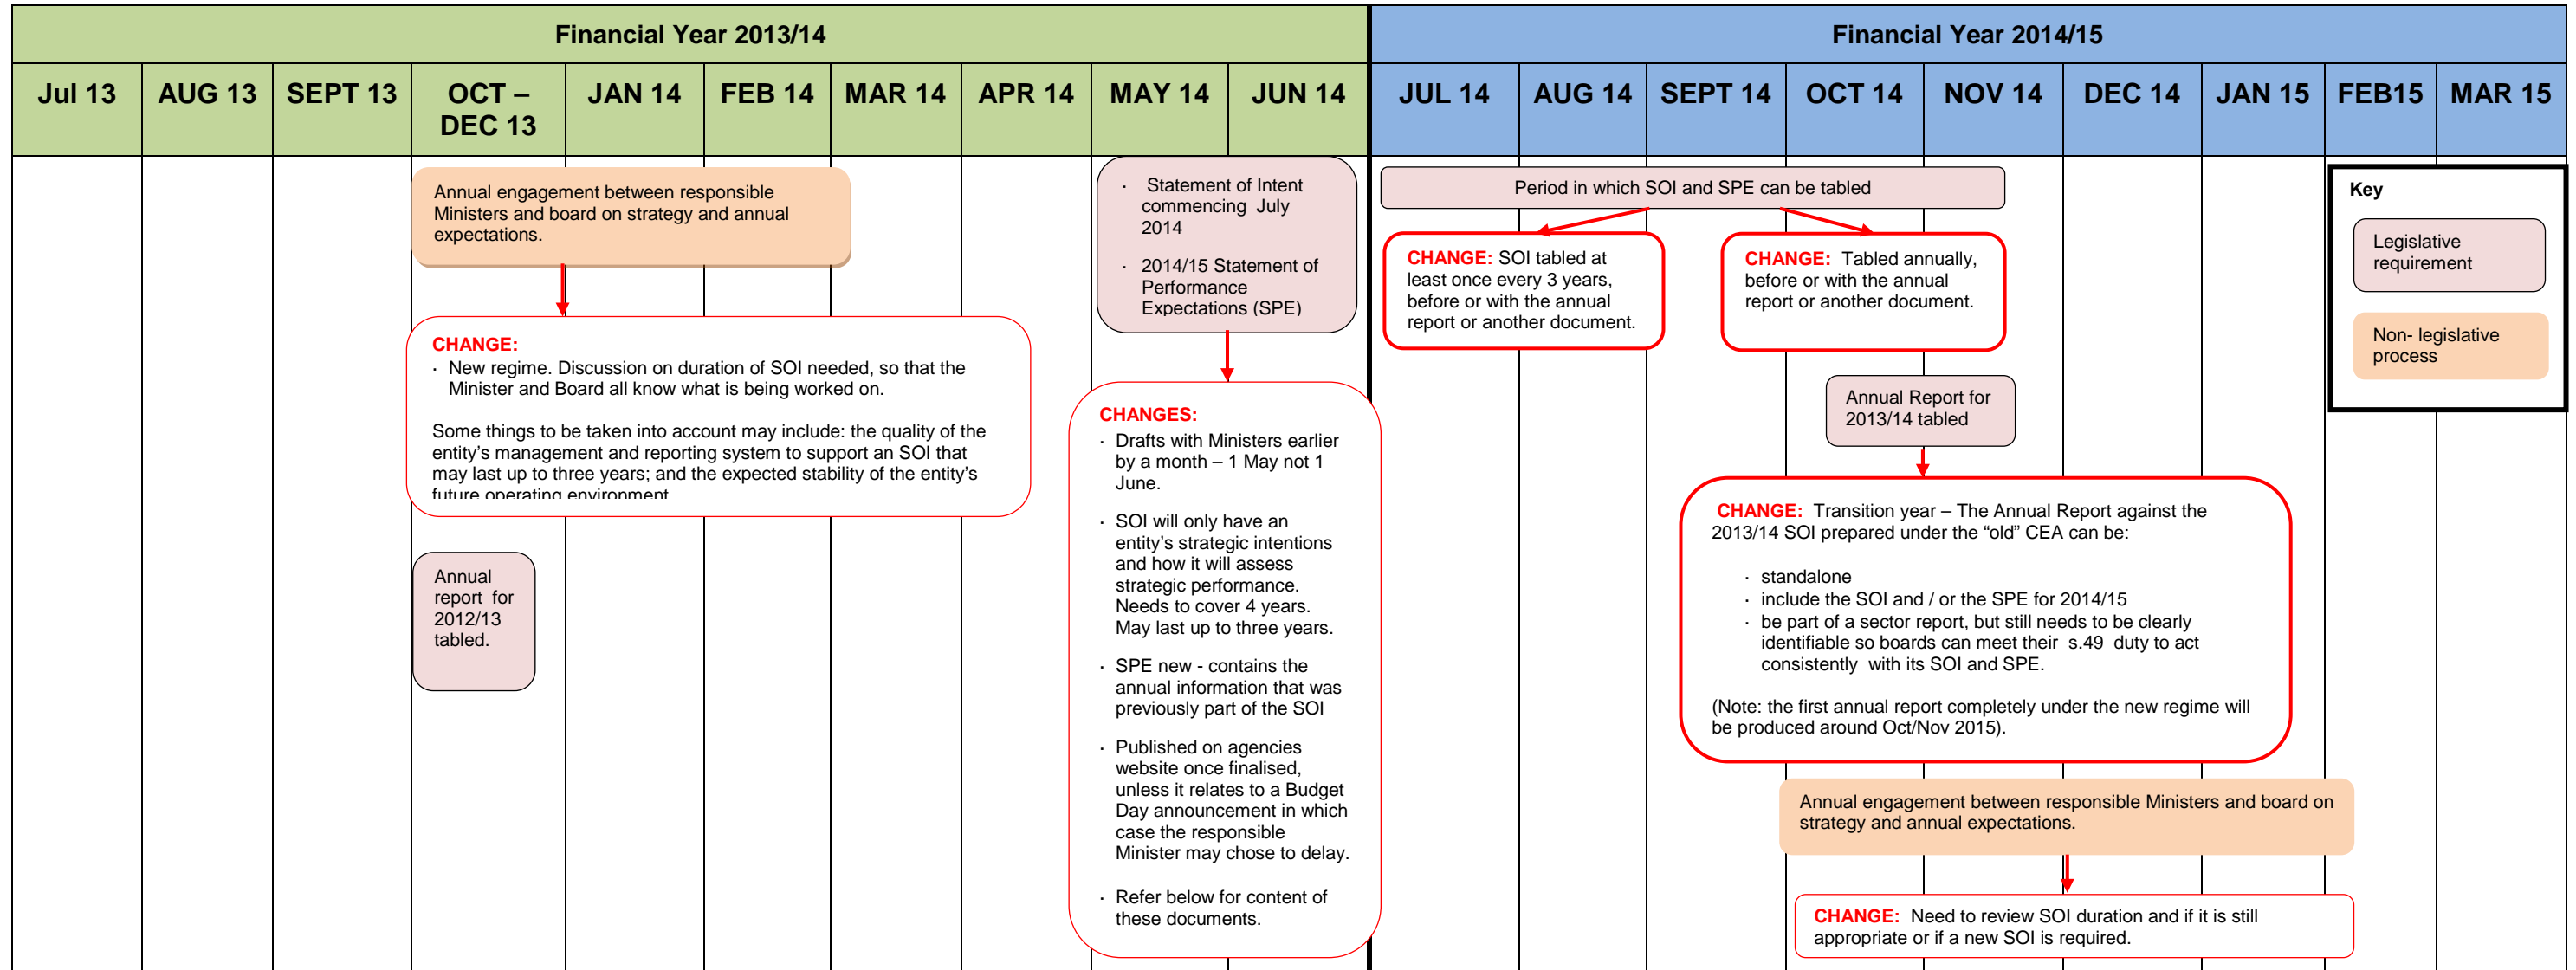 Financial Year 2013/14
Financial Year 2014/15
Jul 13
AUG 13
SEPT 13
OCT –
DEC 13
JAN 14
FEB 14
MAR 14
APR 14
MAY 14
JUN 14
JUL 14
AUG 14
SEPT 14
OCT 14
NOV 14
DEC 14
JAN 15
FEB15
MAR 15
Annual engagement between responsible
Ministers and board on strategy and annual
expectations.
CHANGE:
· New regime. Discussion on duration of SOI needed, so that the
Minister and Board all know what is being worked on.
Some things to be taken into account may include: the quality of the
entity’s management and reporting system to support an SOI that
may last up to three years; and the expected stability of the entity’s
future operating environment
Annual
report for
2012/13
tabled.
· Statement of Intent
commencing July
2014
· 2014/15 Statement of
Performance
Expectations (SPE)
CHANGES:
· Drafts with Ministers earlier
by a month – 1 May not 1
June.
· SOI will only have an
entity’s strategic intentions
and how it will assess
strategic performance.
Needs to cover 4 years.
May last up to three years.
· SPE new - contains the
annual information that was
previously part of the SOI
· Published on agencies
website once finalised,
unless it relates to a Budget
Day announcement in which
case the responsible
Minister may chose to delay.
· Refer below for content of
these documents.
Period in which SOI and SPE can be tabled
CHANGE: SOI tabled at
least once every 3 years,
before or with the annual
report or another document.
CHANGE: Tabled annually,
before or with the annual
report or another document.
Annual Report for
2013/14 tabled
CHANGE: Transition year – The Annual Report against the
2013/14 SOI prepared under the “old” CEA can be:
· standalone
· include the SOI and / or the SPE for 2014/15
· be part of a sector report, but still needs to be clearly
identifiable so boards can meet their s.49 duty to act
consistently with its SOI and SPE.
(Note: the first annual report completely under the new regime will
be produced around Oct/Nov 2015).
Annual engagement between responsible Ministers and board on
strategy and annual expectations.
CHANGE: Need to review SOI duration and if it is still
appropriate or if a new SOI is required.
Key
Legislative
requirement
Non- legislative
process